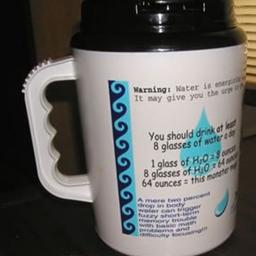 Warning: Water is energizing
It may give you the urge to
You should drink at least
8 glasses of water a day
1 glass of H₂O = 8 ounces
8 glasses of H₂O = 64 ounces
64 ounces = this monster
A mere two percent
drop in body
water can trigger
fuzzy short-term
memory trouble
with basic math
problems and
difficulty focusing!!!